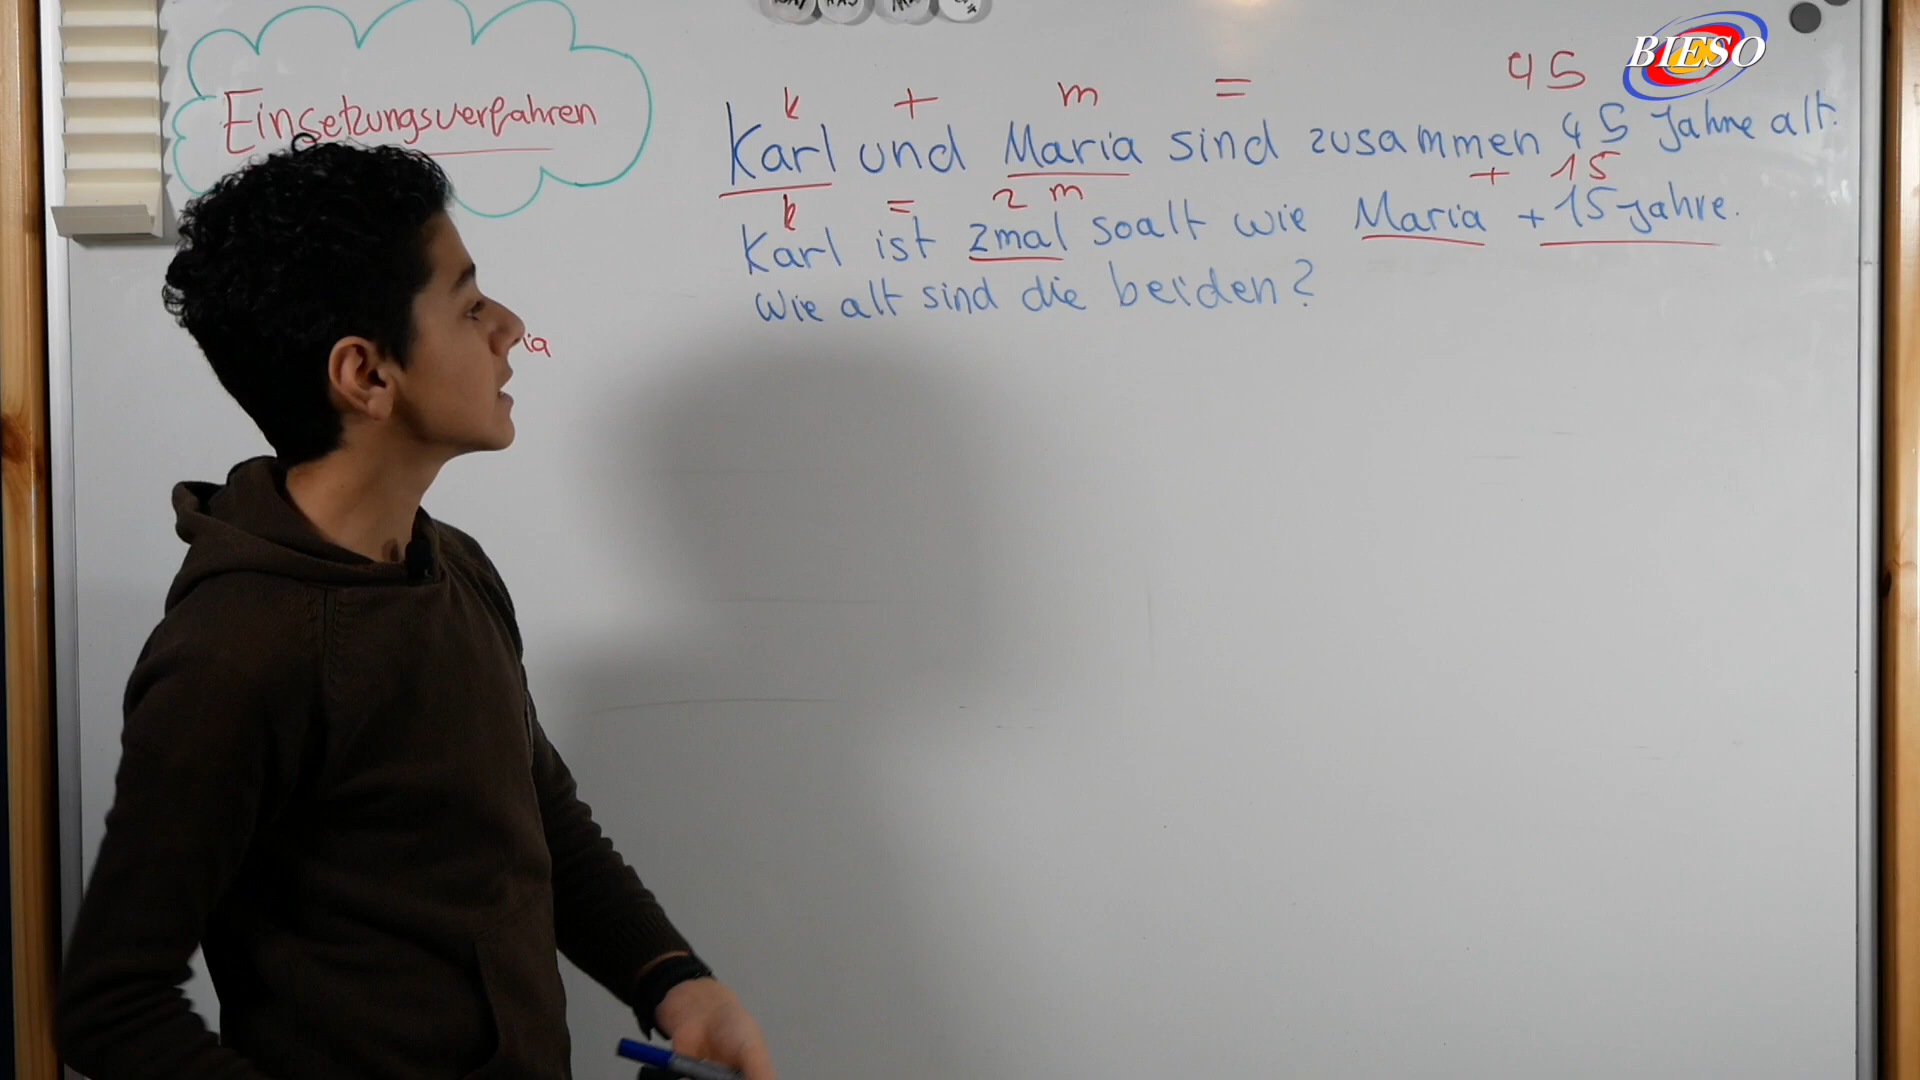 BIESO
Einsetzungsverfahren
k + m = 45
Karl und Maria sind zusammen 45 Jahre alt.
k = 2 m + 15
Karl ist 2mal soalt wie Maria + 15 Jahre.
Wie alt sind die beiden?